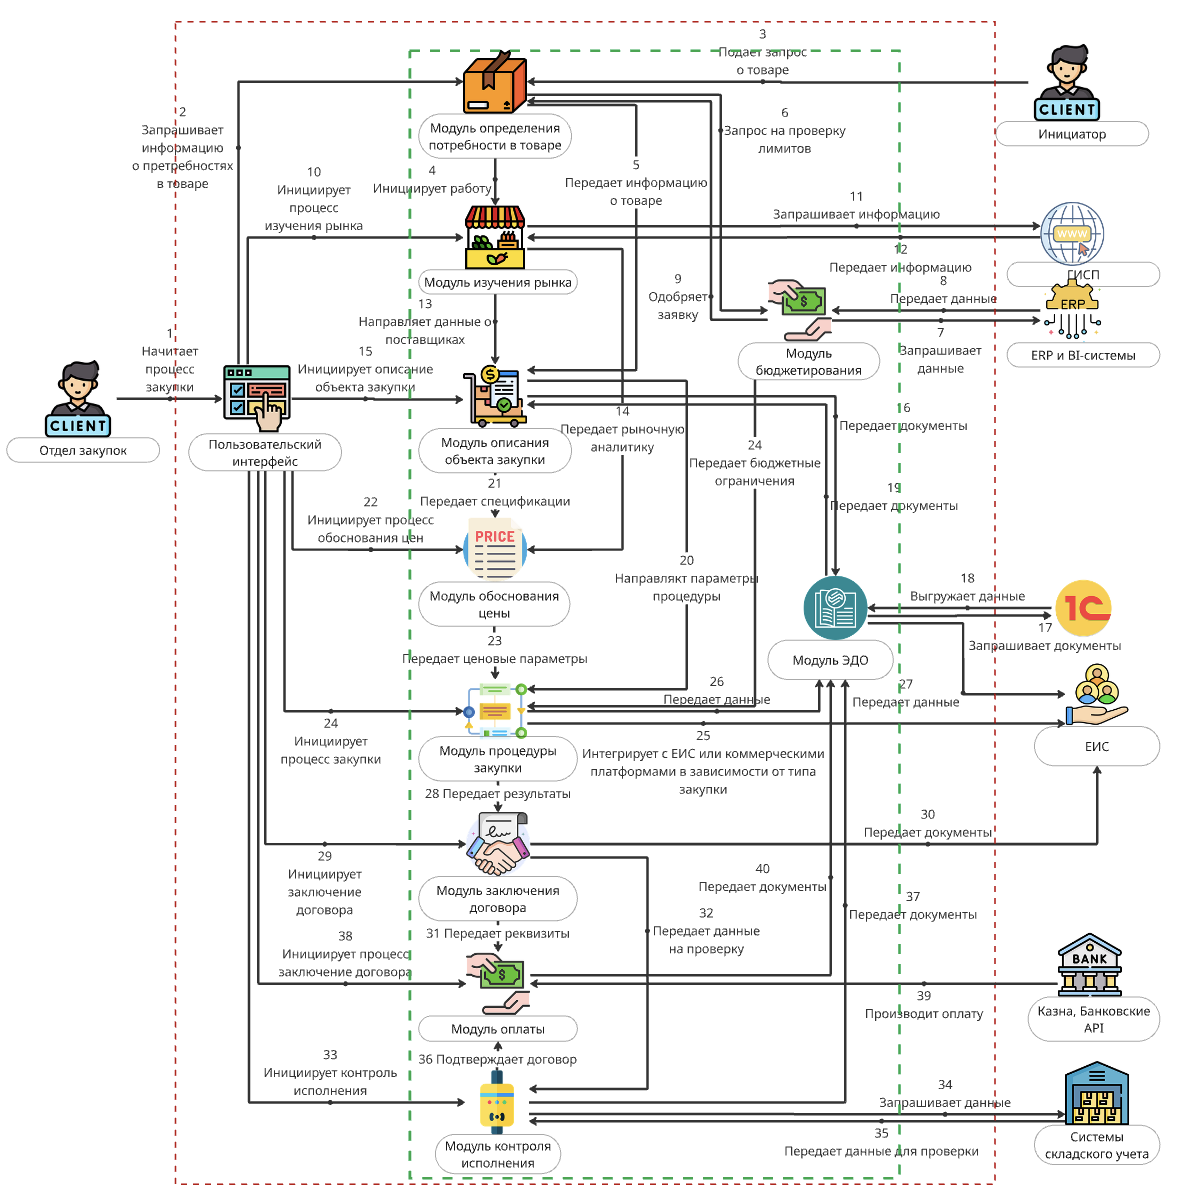 3
Подает запрос
о товаре
CLIENT
Инициатор
2
Запрашивает
информацию
о претребностях
в товаре
Модуль определения
потребности в товаре
6
Запрос на проверку
лимитов
10
Инициирует
процесс
изучения рынка
4
Инициирует работу
5
Передает информацию
о товаре
11
Запрашивает информацию
WWW
ГИСП
12
Передает информацию
8
Передает данные
Модуль изучения рынка
9
Одобряет
заявку
ERP
ERP и BI-системы
13
Направляет данные о
поставщиках
7
Запрашивает
данные
Модуль
бюджетирования
1
Начитает
процесс
закупки
15
Инициирует описание
объекта закупки
CLIENT
Отдел закупок
Пользовательский
интерфейс
Модуль описания
объекта закупки
14
Передает рыночную
аналитику
16
Передает документы
24
Передает бюджетные
ограничения
21
Передает спецификации
19
Передает документы
22
Инициирует процесс
обоснования цен
PRICE
Модуль обоснования
цены
20
Направлякт параметры
процедуры
18
Выгружает данные
1С
17
Запрашивает документы
Модуль ЭДО
23
Передает ценовые параметры
26
Передает данные
27
Передает данные
24
Инициирует
процесс закупки
Модуль процедуры
закупки
25
Интегрирует с ЕИС или коммерческими
платформами в зависимости от типа
закупки
ЕИС
28 Передает результаты
30
Передает документы
29
Инициирует
заключение
договора
Модуль заключения
договора
40
Передает документы
37
Передает документы
32
Передает данные
на проверку
31 Передает реквизиты
38
Инициирует процесс
заключение договора
BANK
Казна, Банковские
API
39
Производит оплату
Модуль оплаты
36 Подтверждает договор
33
Инициирует контроль
исполнения
34
Запрашивает данные
35
Передает данные для проверки
Модуль контроля
исполнения
Системы
складского учета